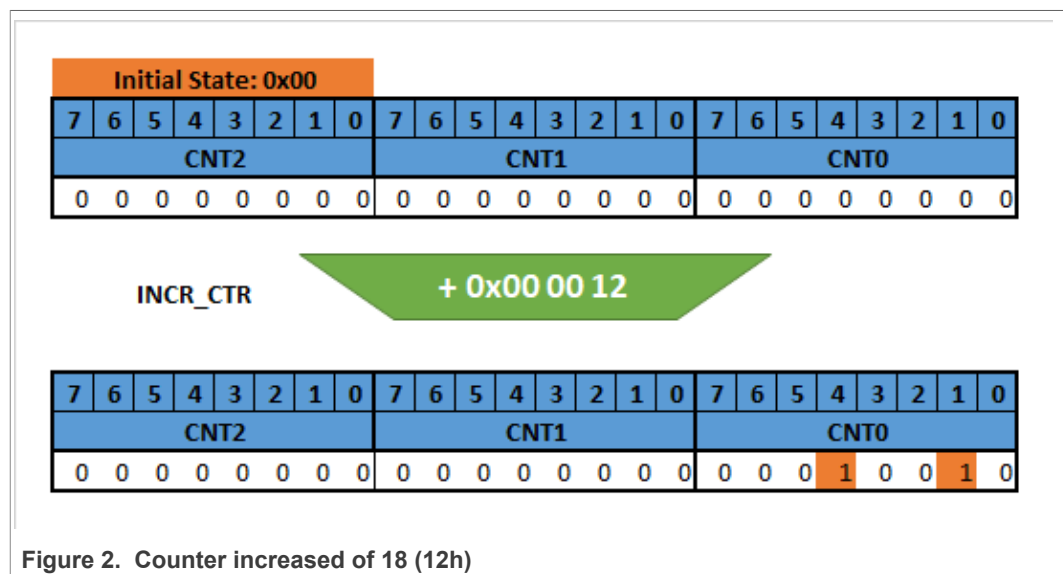 Initial State: 0x00
7 6 5 4 3 2 1 0 7 6 5 4 3 2 1 0 7 6 5 4 3 2 1 0
CNT2 CNT1 CNT0
0 0 0 0 0 0 0 0 0 0 0 0 0 0 0 0 0 0 0 0 0 0 0 0
INCR_CTR + 0x00 00 12
7 6 5 4 3 2 1 0 7 6 5 4 3 2 1 0 7 6 5 4 3 2 1 0
CNT2 CNT1 CNT0
0 0 0 0 0 0 0 0 0 0 0 0 0 0 0 0 0 0 0 1 0 0 1 0
Figure 2. Counter increased of 18 (12h)